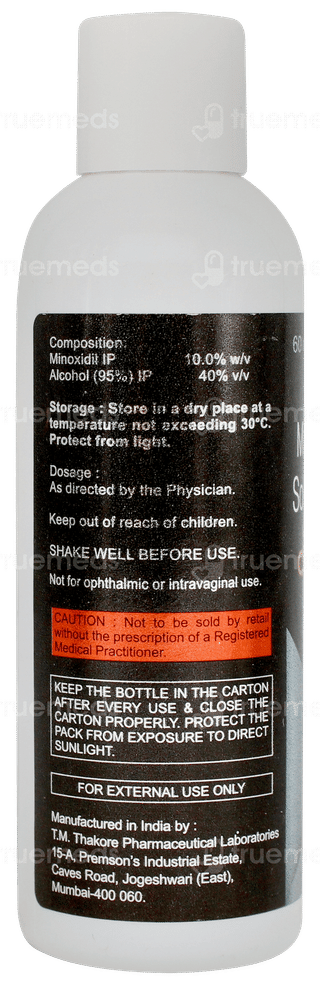 Composition:
Minoxidil IP 10.0% w/v
Alcohol (95%) IP 40% v/v
Storage : Store in a dry place at a
temperature not exceeding 30°C.
Protect from light.
Dosage :
As directed by the Physician.
Keep out of reach of children.
SHAKE WELL BEFORE USE.
Not for ophthalmic or intravaginal use.
CAUTION : Not to be sold by retail
without the prescription of a Registered
Medical Practitioner.
KEEP THE BOTTLE IN THE CARTON
AFTER EVERY USE & CLOSE THE
CARTON PROPERLY. PROTECT THE
PACK FROM EXPOSURE TO DIRECT
SUNLIGHT.
FOR EXTERNAL USE ONLY
Manufactured in India by :
T.M. Thakore Pharmaceutical Laboratories
15-A, Premson's Industrial Estate,
Caves Road, Jogeshwari (East),
Mumbai-400 060.
60
truemeds